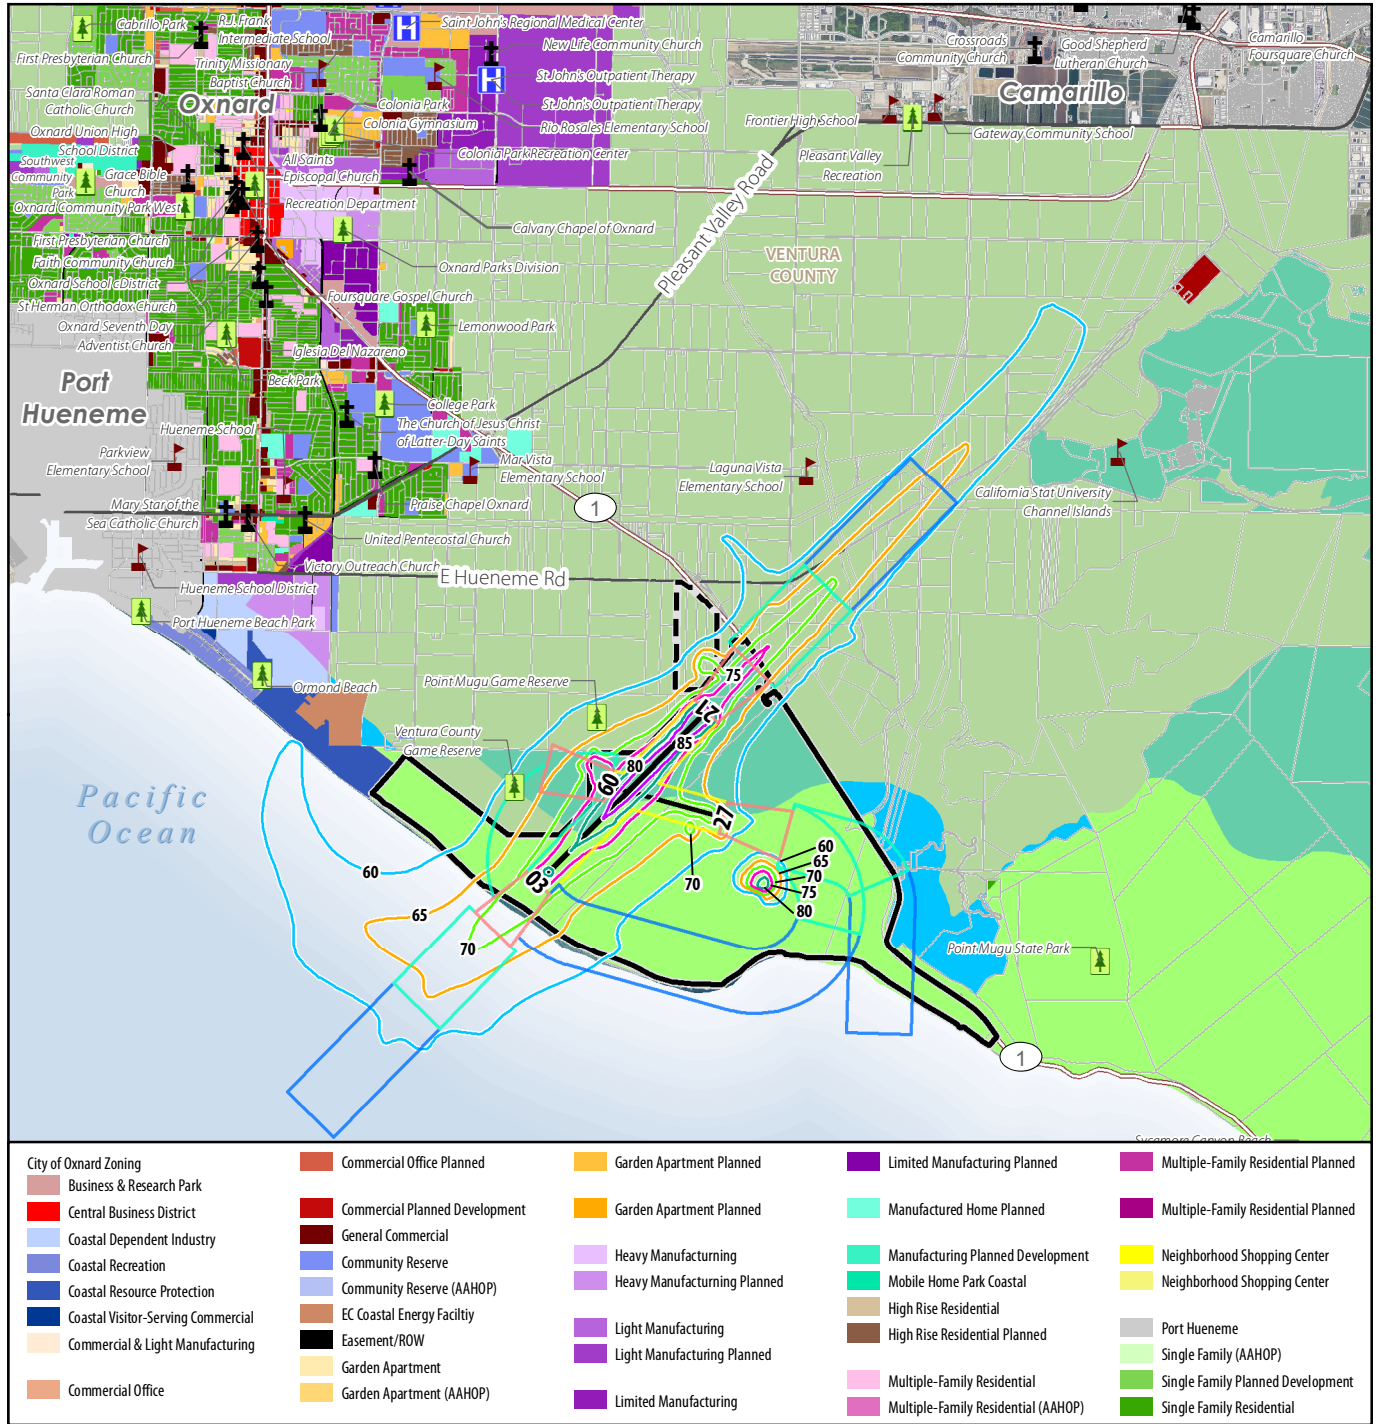 Cabrillo Park
R.J. Frank
Intermediate School
Saint John's Regional Medical Center
First Presbyterian Church
New Life Community Church
Crossroads
Community Church
Good Shepherd
Lutheran Church
Camarillo
Foursquare Church
Trinity Missionary
Baptist Church
St John's Outpatient Therapy
Santa Clara Roman
Catholic Church
Oxnard
Colonia Park
St John's Outpatient Therapy
Camarillo
Colonia Gymnasium
Rio Rosales Elementary School
Frontier High School
Gateway Community School
Oxnard Union High
School District
Southwest
Community
Park
Grace Bible
Church
All Saints
Episcopal Church
Colonia Park Recreation Center
Pleasant Valley
Recreation
Pleasant Valley Road
Oxnard Community Park West
Recreation Department
Calvary Chapel of Oxnard
First Presbyterian Church
VENTURA
COUNTY
Faith Community Church
Oxnard Parks Division
Oxnard School cDistrict
Foursquare Gospel Church
St Herman Orthodox Church
Oxnard Seventh Day
Adventist Church
Lemonwood Park
Iglesia Del Nazareno
Port
Hueneme
Beck Park
College Park
Hueneme School
The Church of Jesus Christ
of Latter-Day Saints
Parkview
Elementary School
Mar Vista
Elementary School
Laguna Vista
Elementary School
California Stat University
Channel Islands
Mary Star of the
Sea Catholic Church
Praise Chapel Oxnard
1
United Pentecostal Church
Victory Outreach Church
E Hueneme Rd
Hueneme School District
Port Hueneme Beach Park
75
Point Mugu Game Reserve
Ormond Beach
21
Ventura County
Game Reserve
85
80
09
27
Pacific
Ocean
60
60
65
70
75
80
03
70
65
70
Point Mugu State Park
1
Sycamore Canyon Beach
City of Oxnard Zoning
Business & Research Park
Central Business District
Coastal Dependent Industry
Coastal Recreation
Coastal Resource Protection
Coastal Visitor-Serving Commercial
Commercial & Light Manufacturing
Commercial Office
Commercial Office Planned
Commercial Planned Development
General Commercial
Community Reserve
Community Reserve (AAHOP)
EC Coastal Energy Faciltiy
Easement/ROW
Garden Apartment
Garden Apartment (AAHOP)
Garden Apartment Planned
Garden Apartment Planned
Heavy Manufacturning
Heavy Manufacturning Planned
Light Manufacturing
Light Manufacturing Planned
Limited Manufacturing
Limited Manufacturing Planned
Manufactured Home Planned
Manufacturing Planned Development
Mobile Home Park Coastal
High Rise Residential
High Rise Residential Planned
Multiple-Family Residential
Multiple-Family Residential (AAHOP)
Multiple-Family Residential Planned
Multiple-Family Residential Planned
Neighborhood Shopping Center
Neighborhood Shopping Center
Port Hueneme
Single Family (AAHOP)
Single Family Planned Development
Single Family Residential